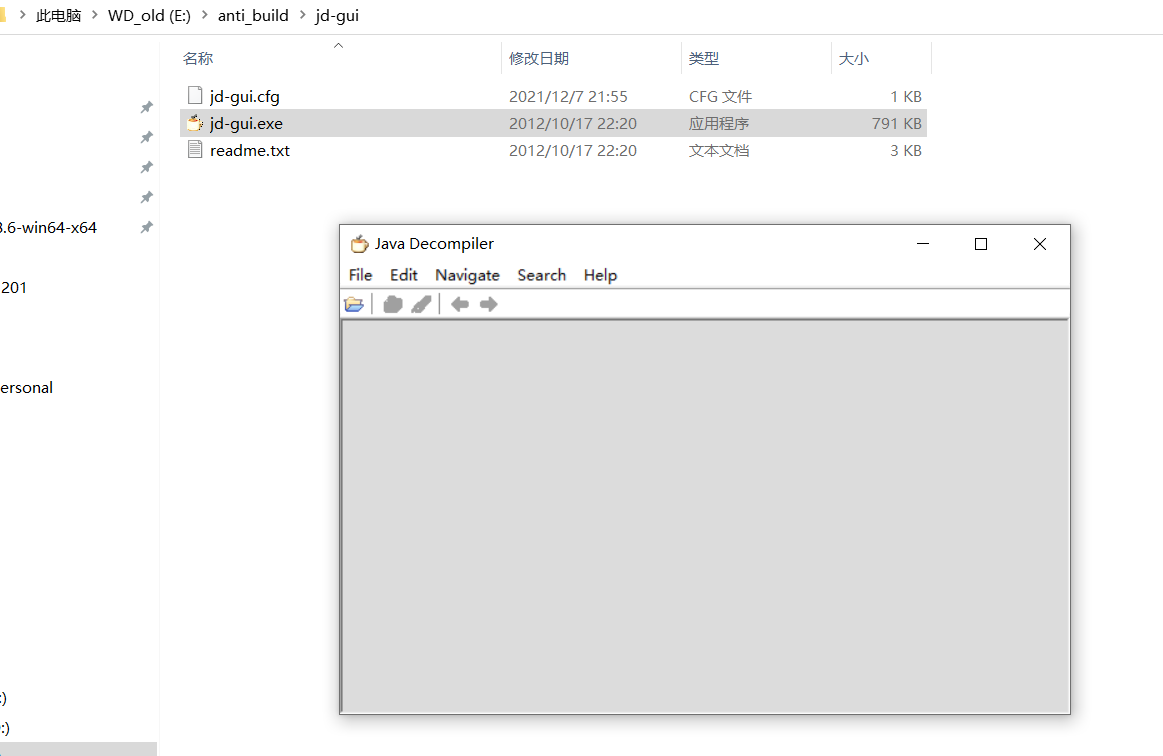 此电脑 > WD_old (E:) > anti_build > jd-gui
名称 修改日期 类型 大小
jd-gui.cfg 2021/12/7 21:55 CFG 文件 1 KB
jd-gui.exe 2012/10/17 22:20 应用程序 791 KB
readme.txt 2012/10/17 22:20 文本文档 3 KB
.6-win64-x64
Java Decompiler
File Edit Navigate Search Help
201
ersonal
:)
:)